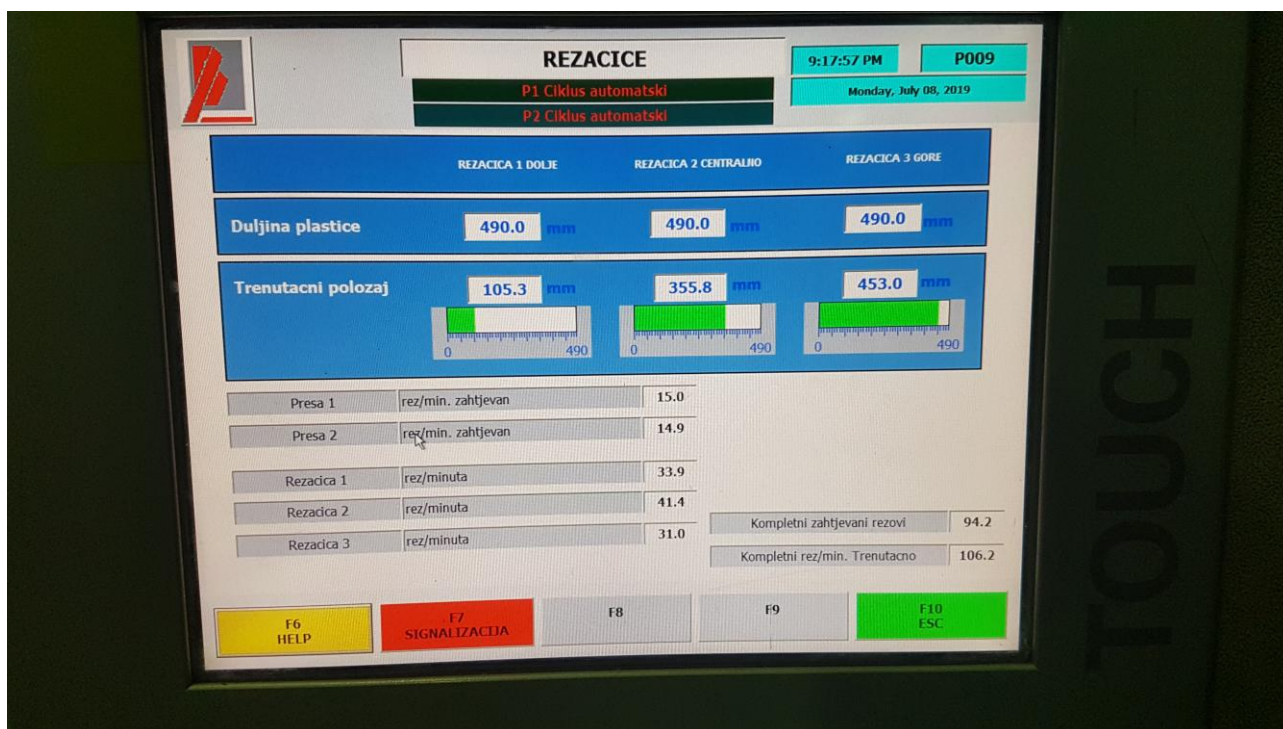 REZACICE
9:17:57 PM
P009
P1 Ciklus automatski
Monday, July 08, 2019
P2 Ciklus automatski
REZACICA 1 DOLJE
REZACICA 2 CENTRALNO
REZACICA 3 GORE
Duljina plastice
490.0 mm
490.0 mm
490.0 mm
Trenutacni polozaj
105.3 mm
355.8 mm
453.0 mm
0 490
0 490
0 490
Presa 1 rez/min. zahtjevan 15.0
Presa 2 rez/min. zahtjevan 14.9
Rezacica 1 rez/minuta 33.9
Rezacica 2 rez/minuta 41.4
Rezacica 3 rez/minuta 31.0
Kompletni zahtjevani rezovi 94.2
Kompletni rez/min. Trenutacno 106.2
F6
HELP
F7
SIGNALIZACIJA
F8
F9
F10
ESC
TOUCH